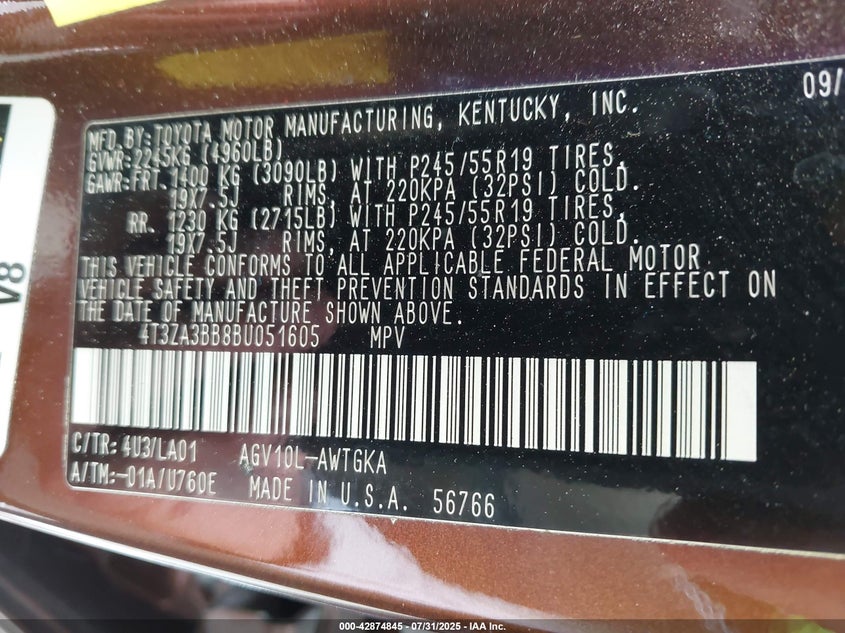 09/
MFD.BY:TOYOTA MOTOR MANUFACTURING, KENTUCKY, INC.
GVWR:2245KG (4960LB)
GAWR:FRT.1400 KG (3090LB) WITH P245/55R19 TIRES,
19X7.5J RIMS, AT 220KPA (32PSI) COLD.
RR. 1230 KG (2715LB) WITH P245/55R19 TIRES,
19X7.5J RIMS, AT 220KPA (32PSI) COLD.
THIS VEHICLE CONFORMS TO ALL APPLICABLE FEDERAL MOTOR
VEHICLE SAFETY AND THEFT PREVENTION STANDARDS IN EFFECT ON
THE DATE OF MANUFACTURE SHOWN ABOVE.
4T3ZA3BB8BU051605 MPV
C/TR:4U3/LA01 AGV10L-AWTGKA
A/TM:-01A/U760E MADE IN U.S.A. 56766
V8
000-42874845 - 07/31/2025 - IAA Inc.